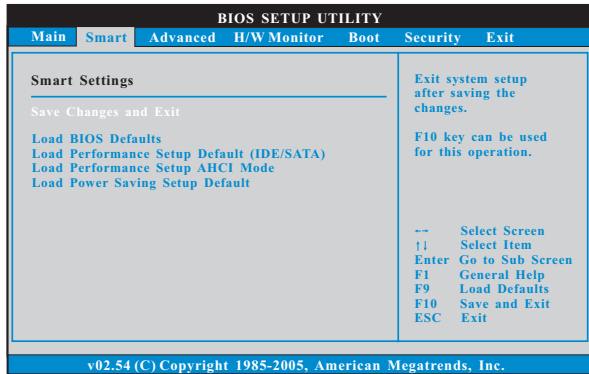 BIOS SETUP UTILITY
Main Smart Advanced H/W Monitor Boot Security Exit
Smart Settings
Save Changes and Exit
Load BIOS Defaults
Load Performance Setup Default (IDE/SATA)
Load Performance Setup AHCI Mode
Load Power Saving Setup Default
Exit system setup
after saving the
changes.
F10 key can be used
for this operation.
←→ Select Screen
↑↓ Select Item
Enter Go to Sub Screen
F1 General Help
F9 Load Defaults
F10 Save and Exit
ESC Exit
v02.54 (C) Copyright 1985-2005, American Megatrends, Inc.